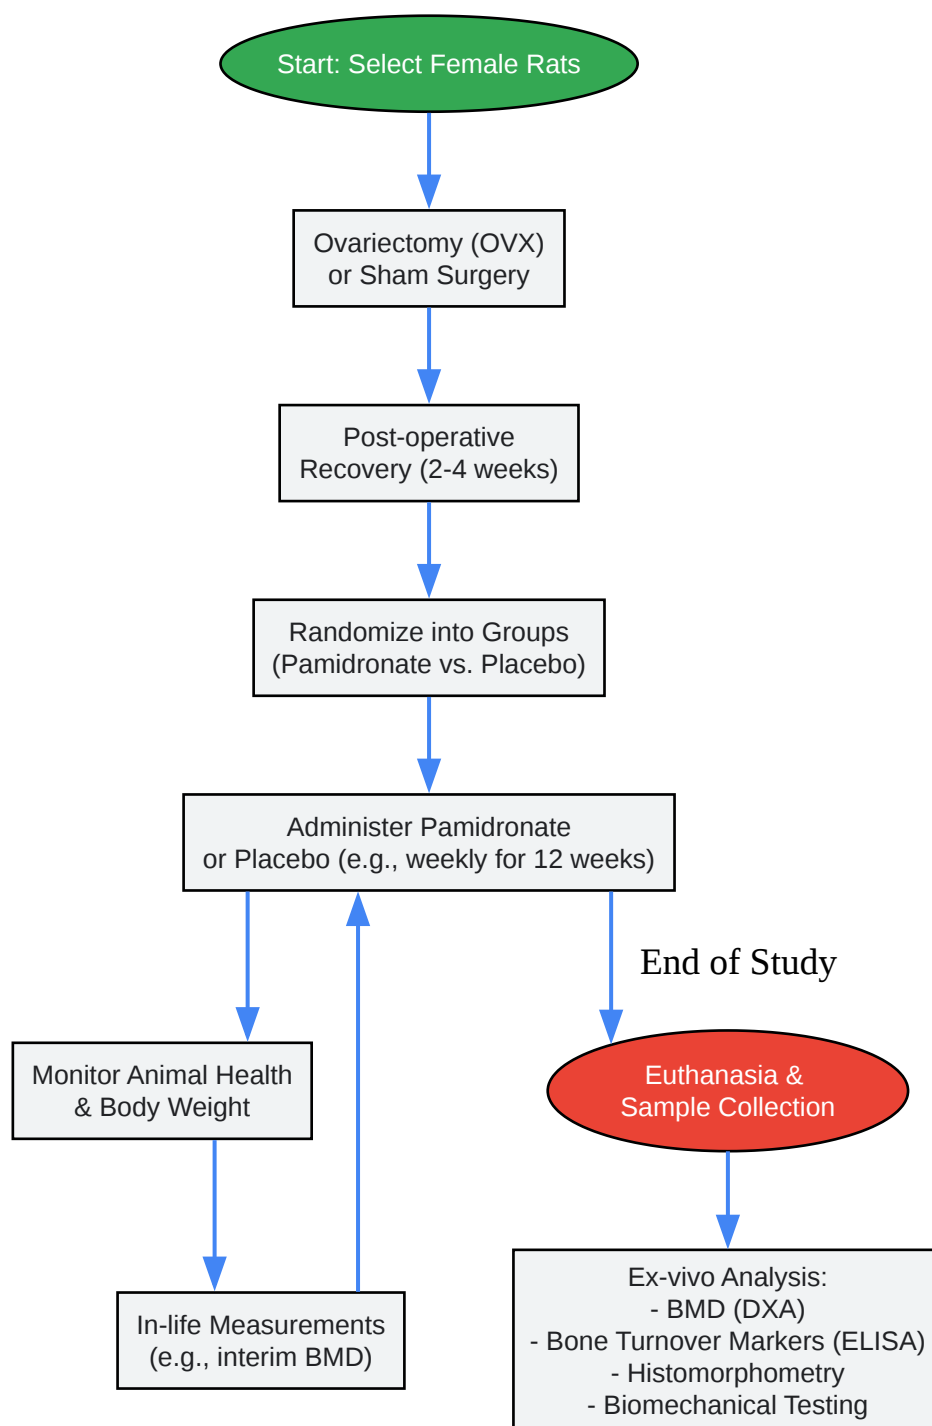 Start: Select Female Rats
Ovariectomy (OVX)
or Sham Surgery
Post-operative
Recovery (2-4 weeks)
Randomize into Groups
(Pamidronate vs. Placebo)
Administer Pamidronate
or Placebo (e.g., weekly for 12 weeks)
End of Study
Monitor Animal Health
& Body Weight
Euthanasia &
Sample Collection
In-life Measurements
(e.g., interim BMD)
Ex-vivo Analysis:
- BMD (DXA)
- Bone Turnover Markers (ELISA)
- Histomorphometry
- Biomechanical Testing